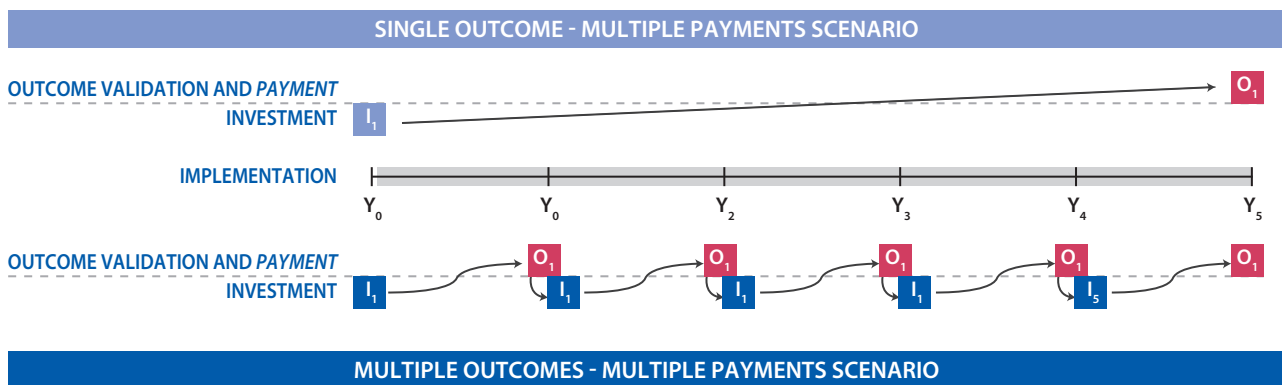 SINGLE OUTCOME - MULTIPLE PAYMENTS SCENARIO
OUTCOME VALIDATION AND PAYMENT
O1
INVESTMENT
I1
IMPLEMENTATION
Y0 Y0 Y2 Y3 Y4 Y5
OUTCOME VALIDATION AND PAYMENT
O1 O1 O1 O1 O1
INVESTMENT
I1 I1 I1 I1 I5
MULTIPLE OUTCOMES - MULTIPLE PAYMENTS SCENARIO